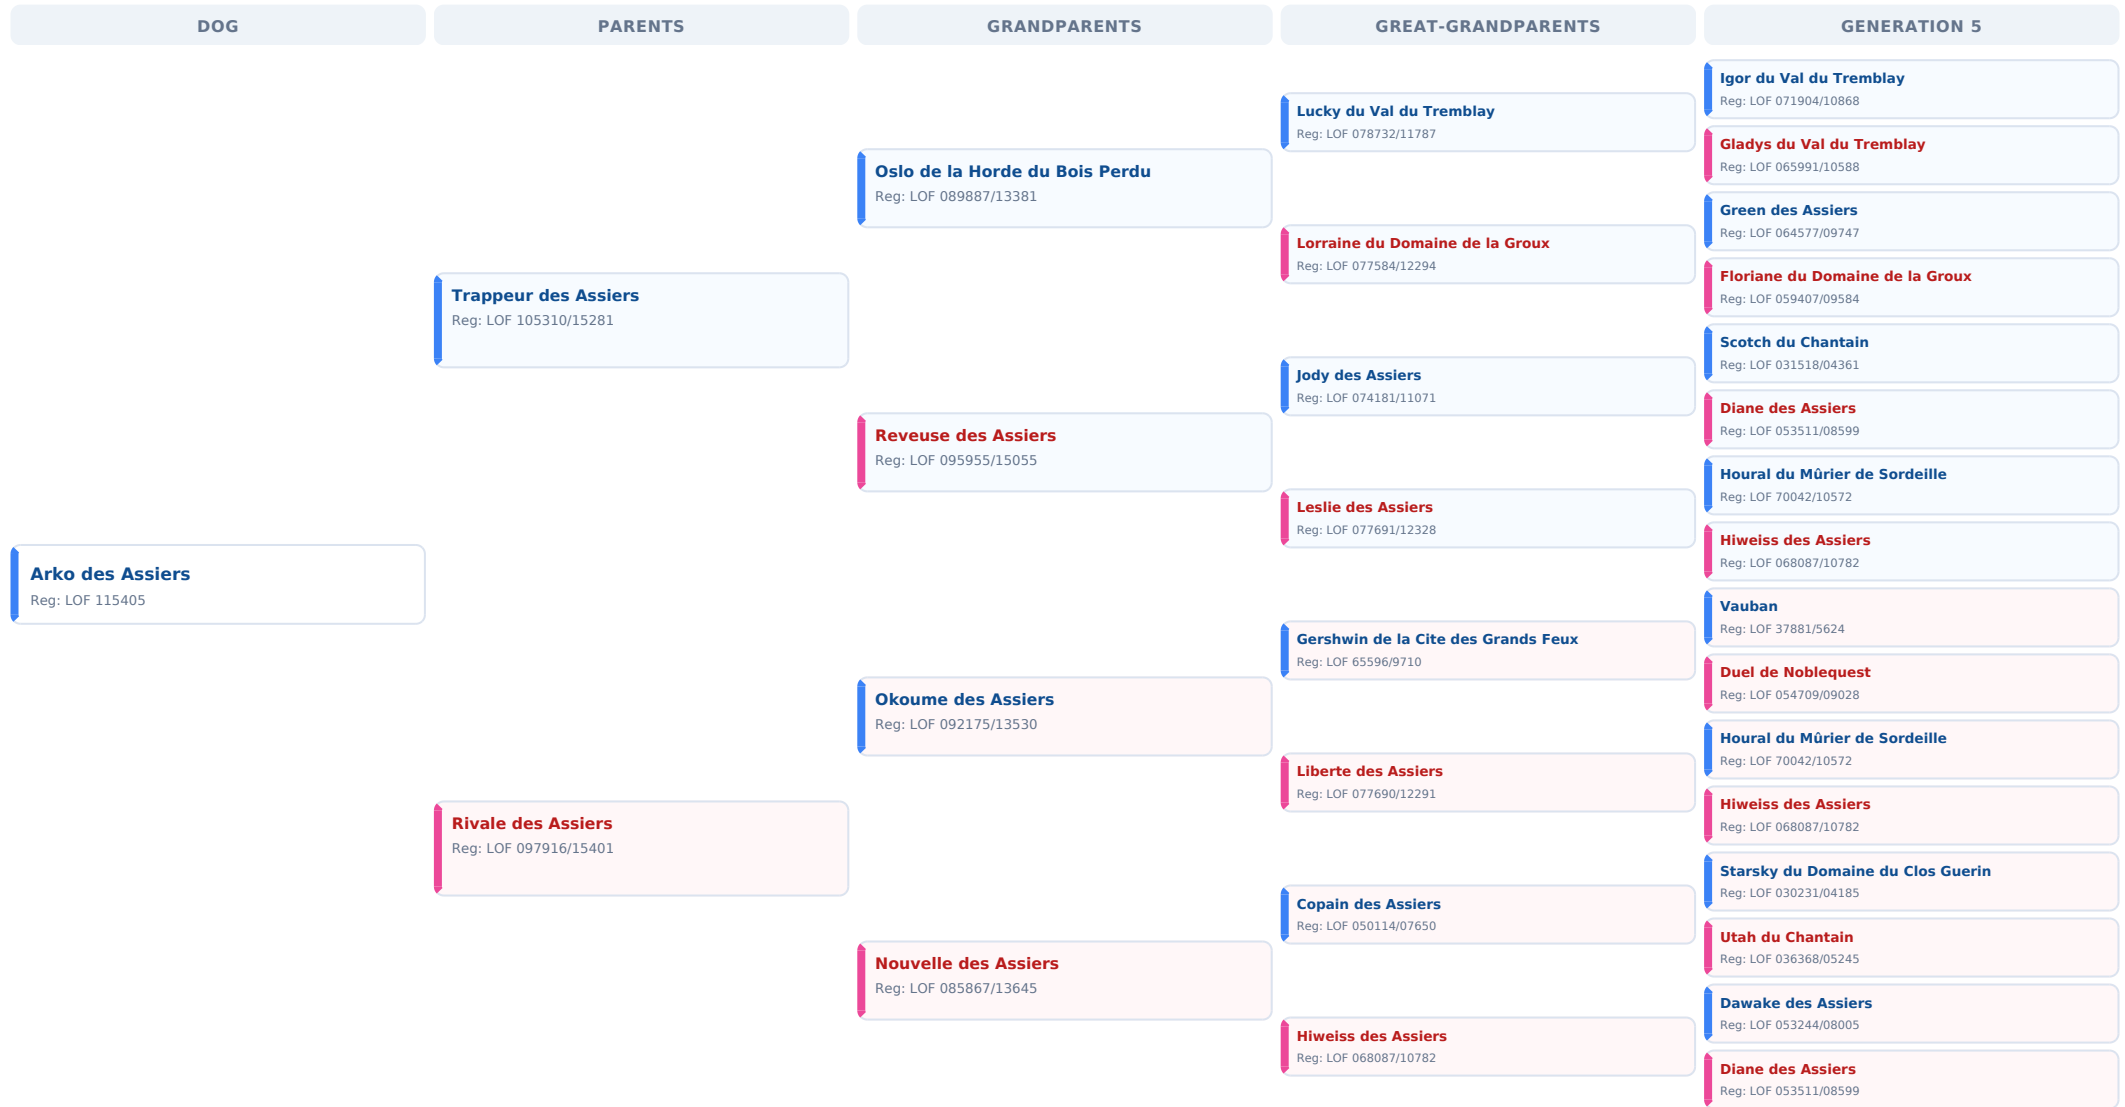 DOG
PARENTS
GRANDPARENTS
GREAT-GRANDPARENTS
GENERATION 5
Arko des Assiers
Reg: LOF 115405
Trappeur des Assiers
Reg: LOF 105310/15281
Rivale des Assiers
Reg: LOF 097916/15401
Oslo de la Horde du Bois Perdu
Reg: LOF 089887/13381
Reveuse des Assiers
Reg: LOF 095955/15055
Okoume des Assiers
Reg: LOF 092175/13530
Nouvelle des Assiers
Reg: LOF 085867/13645
Lucky du Val du Tremblay
Reg: LOF 078732/11787
Lorraine du Domaine de la Groux
Reg: LOF 077584/12294
Jody des Assiers
Reg: LOF 074181/11071
Leslie des Assiers
Reg: LOF 077691/12328
Gershwin de la Cite des Grands Feux
Reg: LOF 65596/9710
Liberte des Assiers
Reg: LOF 077690/12291
Copain des Assiers
Reg: LOF 050114/07650
Hiweiss des Assiers
Reg: LOF 068087/10782
Igor du Val du Tremblay
Reg: LOF 071904/10868
Gladys du Val du Tremblay
Reg: LOF 065991/10588
Green des Assiers
Reg: LOF 064577/09747
Floriane du Domaine de la Groux
Reg: LOF 059407/09584
Scotch du Chantain
Reg: LOF 031518/04361
Diane des Assiers
Reg: LOF 053511/08599
Houral du Mûrier de Sordeille
Reg: LOF 70042/10572
Hiweiss des Assiers
Reg: LOF 068087/10782
Vauban
Reg: LOF 37881/5624
Duel de Noblequest
Reg: LOF 054709/09028
Houral du Mûrier de Sordeille
Reg: LOF 70042/10572
Hiweiss des Assiers
Reg: LOF 068087/10782
Starsky du Domaine du Clos Guerin
Reg: LOF 030231/04185
Utah du Chantain
Reg: LOF 036368/05245
Dawake des Assiers
Reg: LOF 053244/08005
Diane des Assiers
Reg: LOF 053511/08599